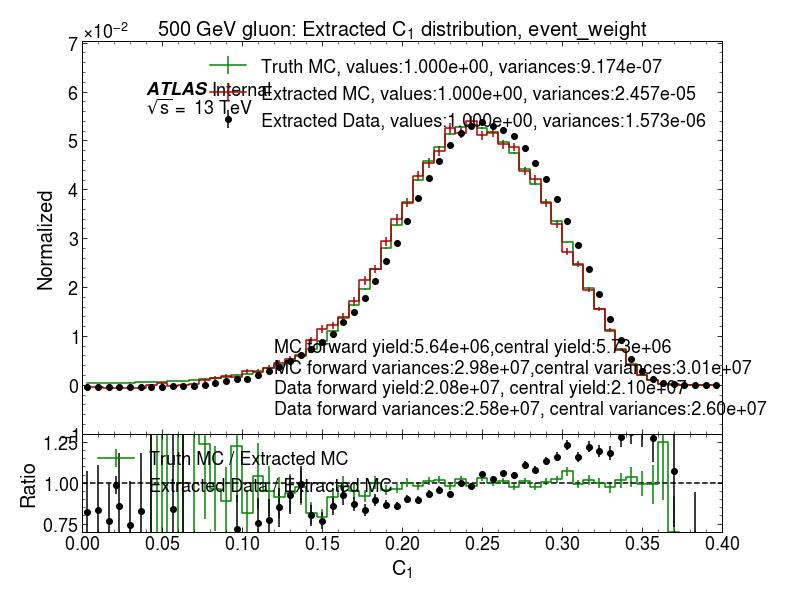 ×10⁻²
500 GeV gluon: Extracted C₁ distribution, event_weight
Truth MC, values:1.000e+00, variances:9.174e-07
ATLAS Internal
Extracted MC, values:1.000e+00, variances:2.457e-05
√s = 13 TeV
Extracted Data, values:1.000e+00, variances:1.573e-06
7
6
5
4
3
2
1
0
Normalized
MC forward yield:5.64e+06,central yield:5.73e+06
MC forward variances:2.98e+07,central variances:3.01e+07
Data forward yield:2.08e+07, central yield:2.10e+07
Data forward variances:2.58e+07, central variances:2.60e+07
1.25
1.00
0.75
Ratio
Truth MC / Extracted MC
Extracted Data / Extracted MC
0.00 0.05 0.10 0.15 0.20 0.25 0.30 0.35 0.40
C₁